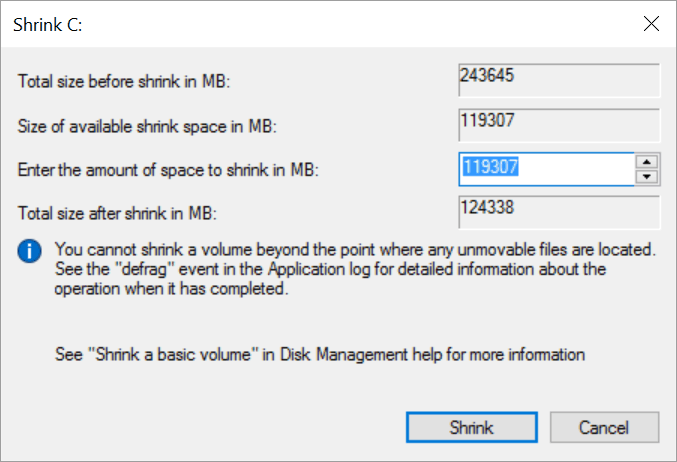 Shrink C:
Total size before shrink in MB: 243645
Size of available shrink space in MB: 119307
Enter the amount of space to shrink in MB: 119307
Total size after shrink in MB: 124338
You cannot shrink a volume beyond the point where any unmovable files are located.
See the "defrag" event in the Application log for detailed information about the
operation when it has completed.
See "Shrink a basic volume" in Disk Management help for more information
Shrink Cancel